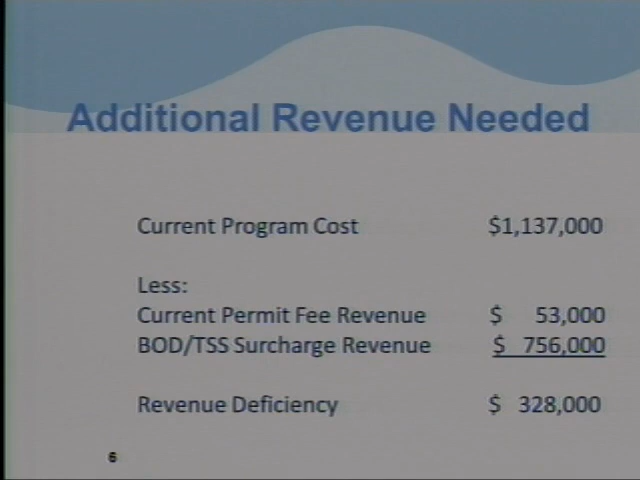 Additional Revenue Needed
Current Program Cost $1,137,000
Less:
Current Permit Fee Revenue $ 53,000
BOD/TSS Surcharge Revenue $ 756,000
Revenue Deficiency $ 328,000
6